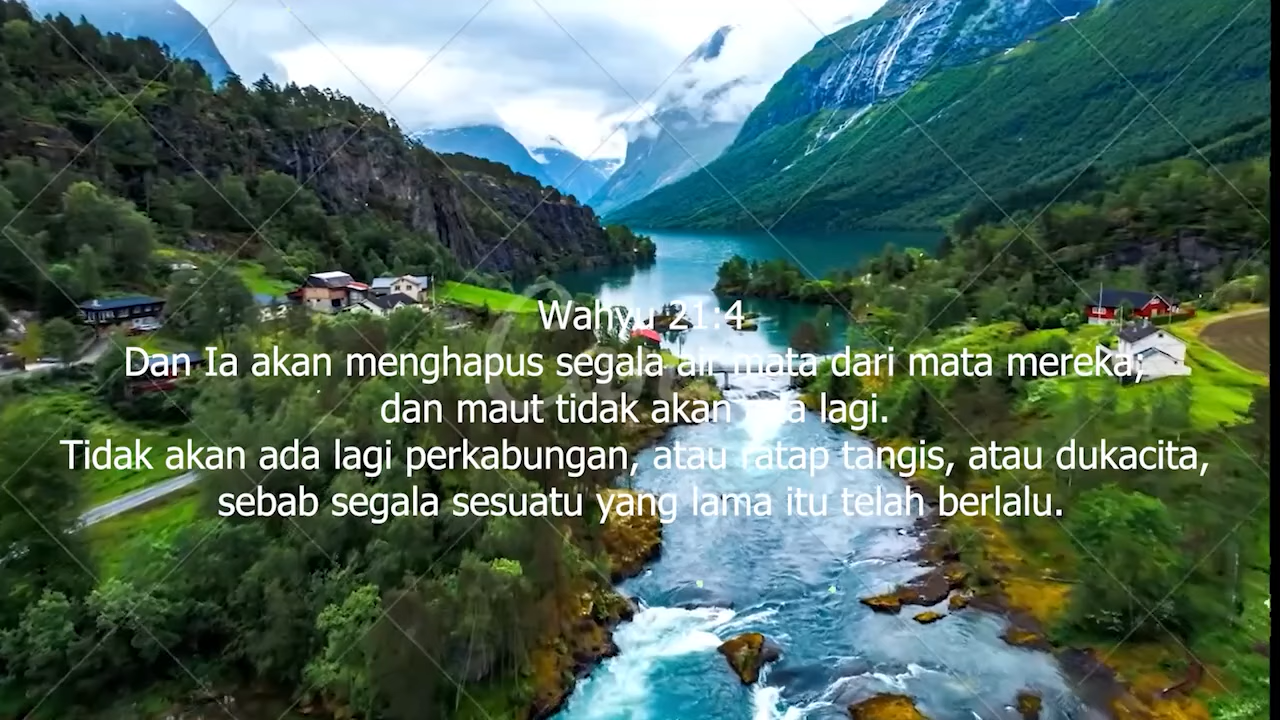 Wahyu 21:4
Dan Ia akan menghapus segala air mata dari mata mereka;
dan maut tidak akan ada lagi.
Tidak akan ada lagi perkabungan, atau ratap tangis, atau dukacita,
sebab segala sesuatu yang lama itu telah berlalu.